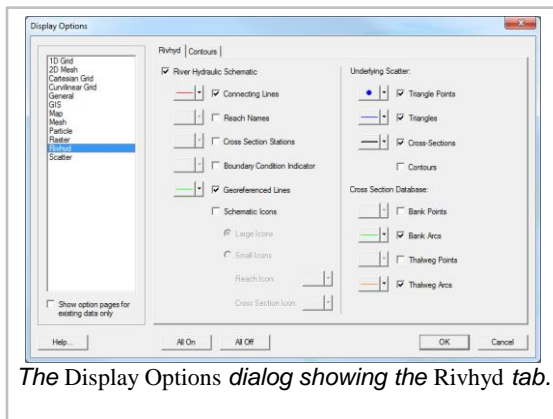 Display Options
1D Grid
2D Mesh
Cartesian Grid
Curvilinear Grid
General
GIS
Map
Mesh
Particle
Raster
Rivhyd
Scatter
Show option pages for
existing data only
Rivhyd
Contours
River Hydraulic Schematic
Connecting Lines
Reach Names
Cross Section Stations
Boundary Condition Indicator
Georeferenced Lines
Schematic Icons
Large Icons
Small Icons
Reach Icon:
Cross Section Icon:
Underlying Scatter:
Triangle Points
Triangles
Cross-Sections
Contours
Cross Section Database:
Bank Points
Bank Arcs
Thalweg Points
Thalweg Arcs
Help...
All On
All Off
OK
Cancel
The Display Options dialog showing the Rivhyd tab.